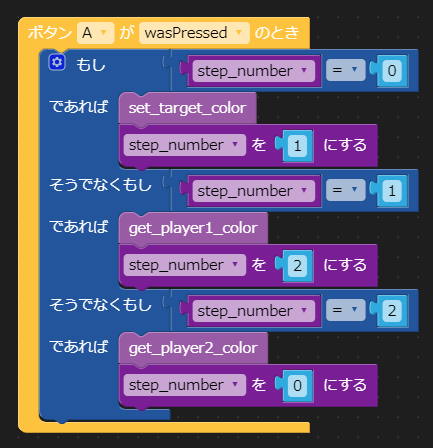 ボタン A ▾ が wasPressed ▾ のとき
もし step_number ▾ = ▾ 0
であれば set_target_color
step_number ▾ を 1 にする
そうでなくもし step_number ▾ = ▾ 1
であれば get_player1_color
step_number ▾ を 2 にする
そうでなくもし step_number ▾ = ▾ 2
であれば get_player2_color
step_number ▾ を 0 にする